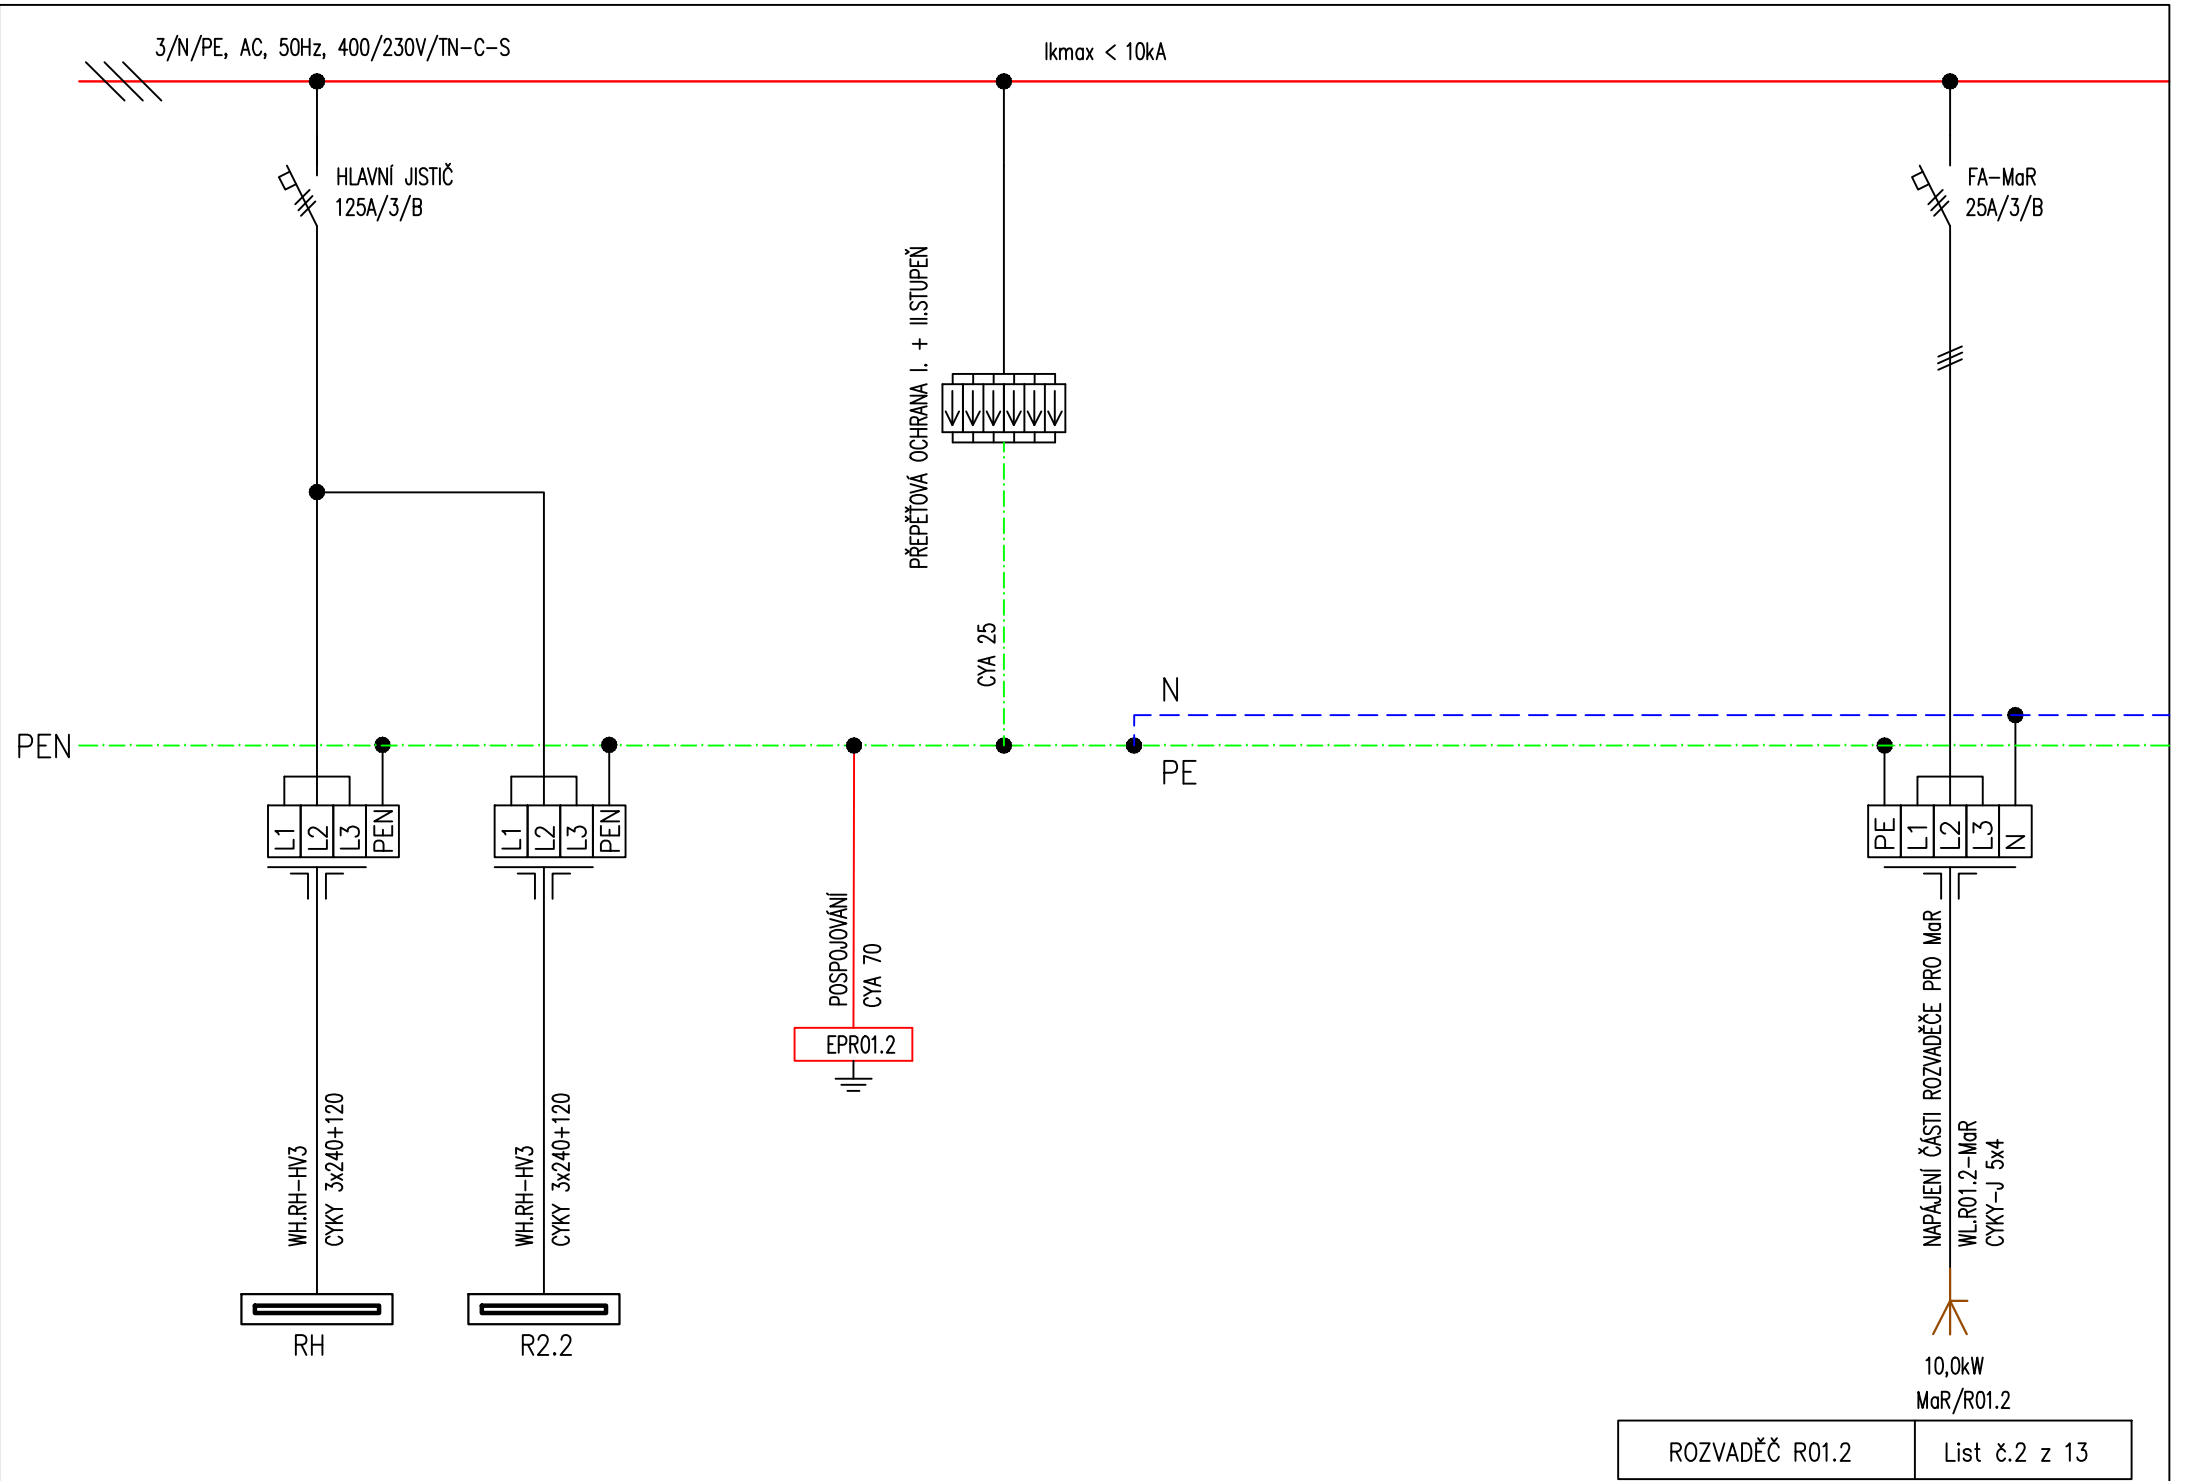 3/N/PE, AC, 50Hz, 400/230V/TN-C-S
Ikmax < 10kA
HLAVNÍ JISTIČ
125A/3/B
FA-MaR
25A/3/B
PŘEPĚŤOVÁ OCHRANA I. + II.STUPEŇ
CYA 25
N
PEN
PE
L1
L2
L3
PEN
L1
L2
L3
PEN
PE
L1
L2
L3
N
POSPOJOVÁNÍ
CYA 70
EPR01.2
WH.RH-HV3
CYKY 3x240+120
WH.RH-HV3
CYKY 3x240+120
NAPÁJENÍ ČÁSTI ROZVADĚČE PRO MaR
WL.R01.2-MaR
CYKY-J 5x4
RH
R2.2
10,0kW
MaR/R01.2
ROZVADĚČ R01.2
List č.2 z 13